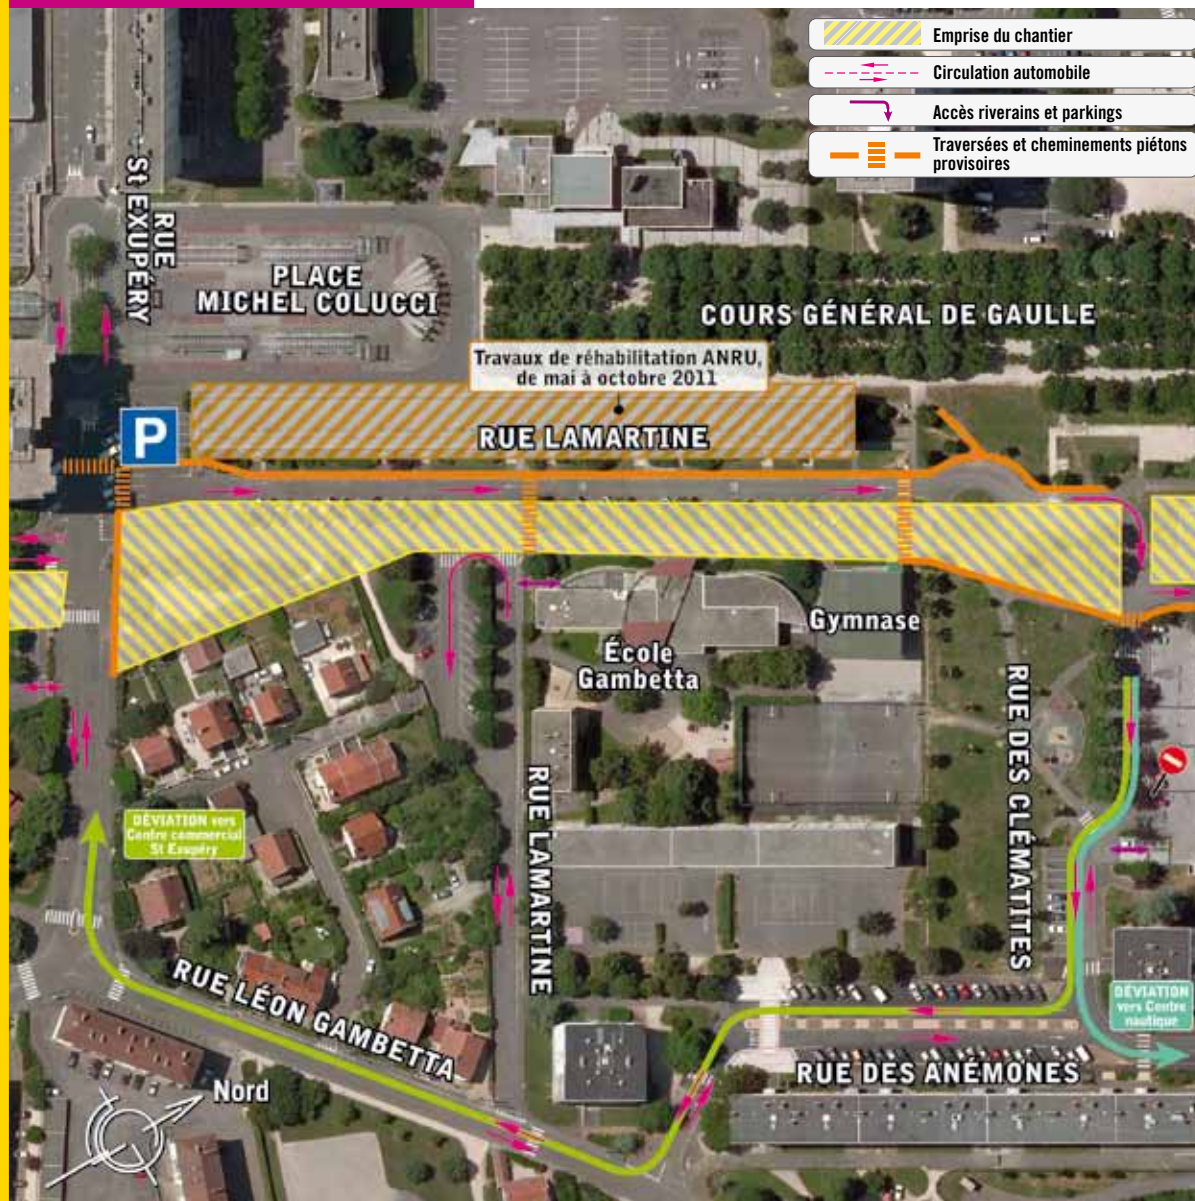 Emprise du chantier
Circulation automobile
Accès riverains et parkings
Traversées et cheminements piétons
provisoires
RUE
St EXUPÉRY
PLACE
MICHEL COLUCCI
COURS GÉNÉRAL DE GAULLE
Travaux de réhabilitation ANRU,
de mai à octobre 2011
P
RUE LAMARTINE
Gymnase
École
Gambetta
RUE DES CLÉMATITES
RUE LAMARTINE
DÉVIATION vers
Centre commercial
St Exupéry
RUE LÉON GAMBETTA
DÉVIATION
vers Centre
nautique
RUE DES ANÉMONES
Nord